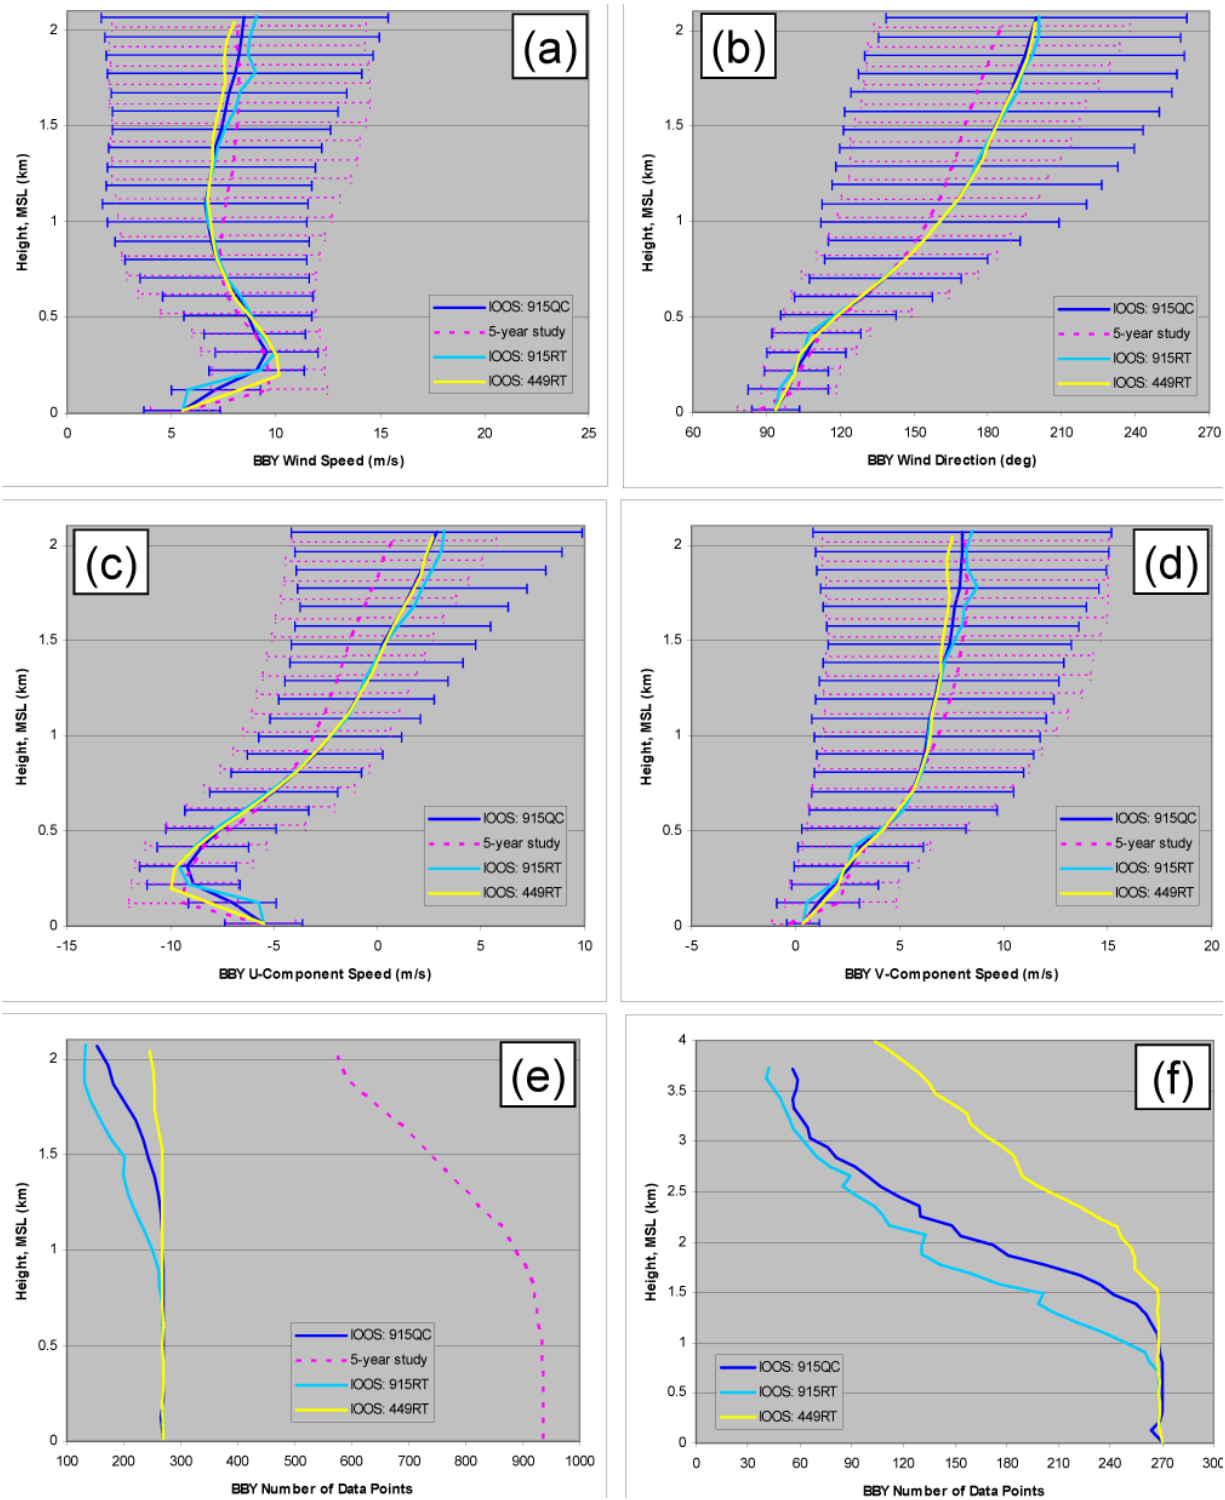 (a)
2
1.5
1
0.5
0
Height, MSL (km)
IOOS: 915QC
5-year study
IOOS: 915RT
IOOS: 449RT
0 5 10 15 20 25
BBY Wind Speed (m/s)
(b)
2
1.5
1
0.5
0
Height, MSL (km)
IOOS: 915QC
5-year study
IOOS: 915RT
IOOS: 449RT
60 90 120 150 180 210 240 270
BBY Wind Direction (deg)
(c)
2
1.5
1
0.5
0
Height, MSL (km)
IOOS: 915QC
5-year study
IOOS: 915RT
IOOS: 449RT
-15 -10 -5 0 5 10
BBY U-Component Speed (m/s)
(d)
2
1.5
1
0.5
0
Height, MSL (km)
IOOS: 915QC
5-year study
IOOS: 915RT
IOOS: 449RT
-5 0 5 10 15 20
BBY V-Component Speed (m/s)
(e)
2
1.5
1
0.5
0
Height, MSL (km)
IOOS: 915QC
5-year study
IOOS: 915RT
IOOS: 449RT
100 200 300 400 500 600 700 800 900 1000
BBY Number of Data Points
(f)
4
3.5
3
2.5
2
1.5
1
0.5
0
Height, MSL (km)
IOOS: 915QC
IOOS: 915RT
IOOS: 449RT
0 30 60 90 120 150 180 210 240 270 300
BBY Number of Data Points